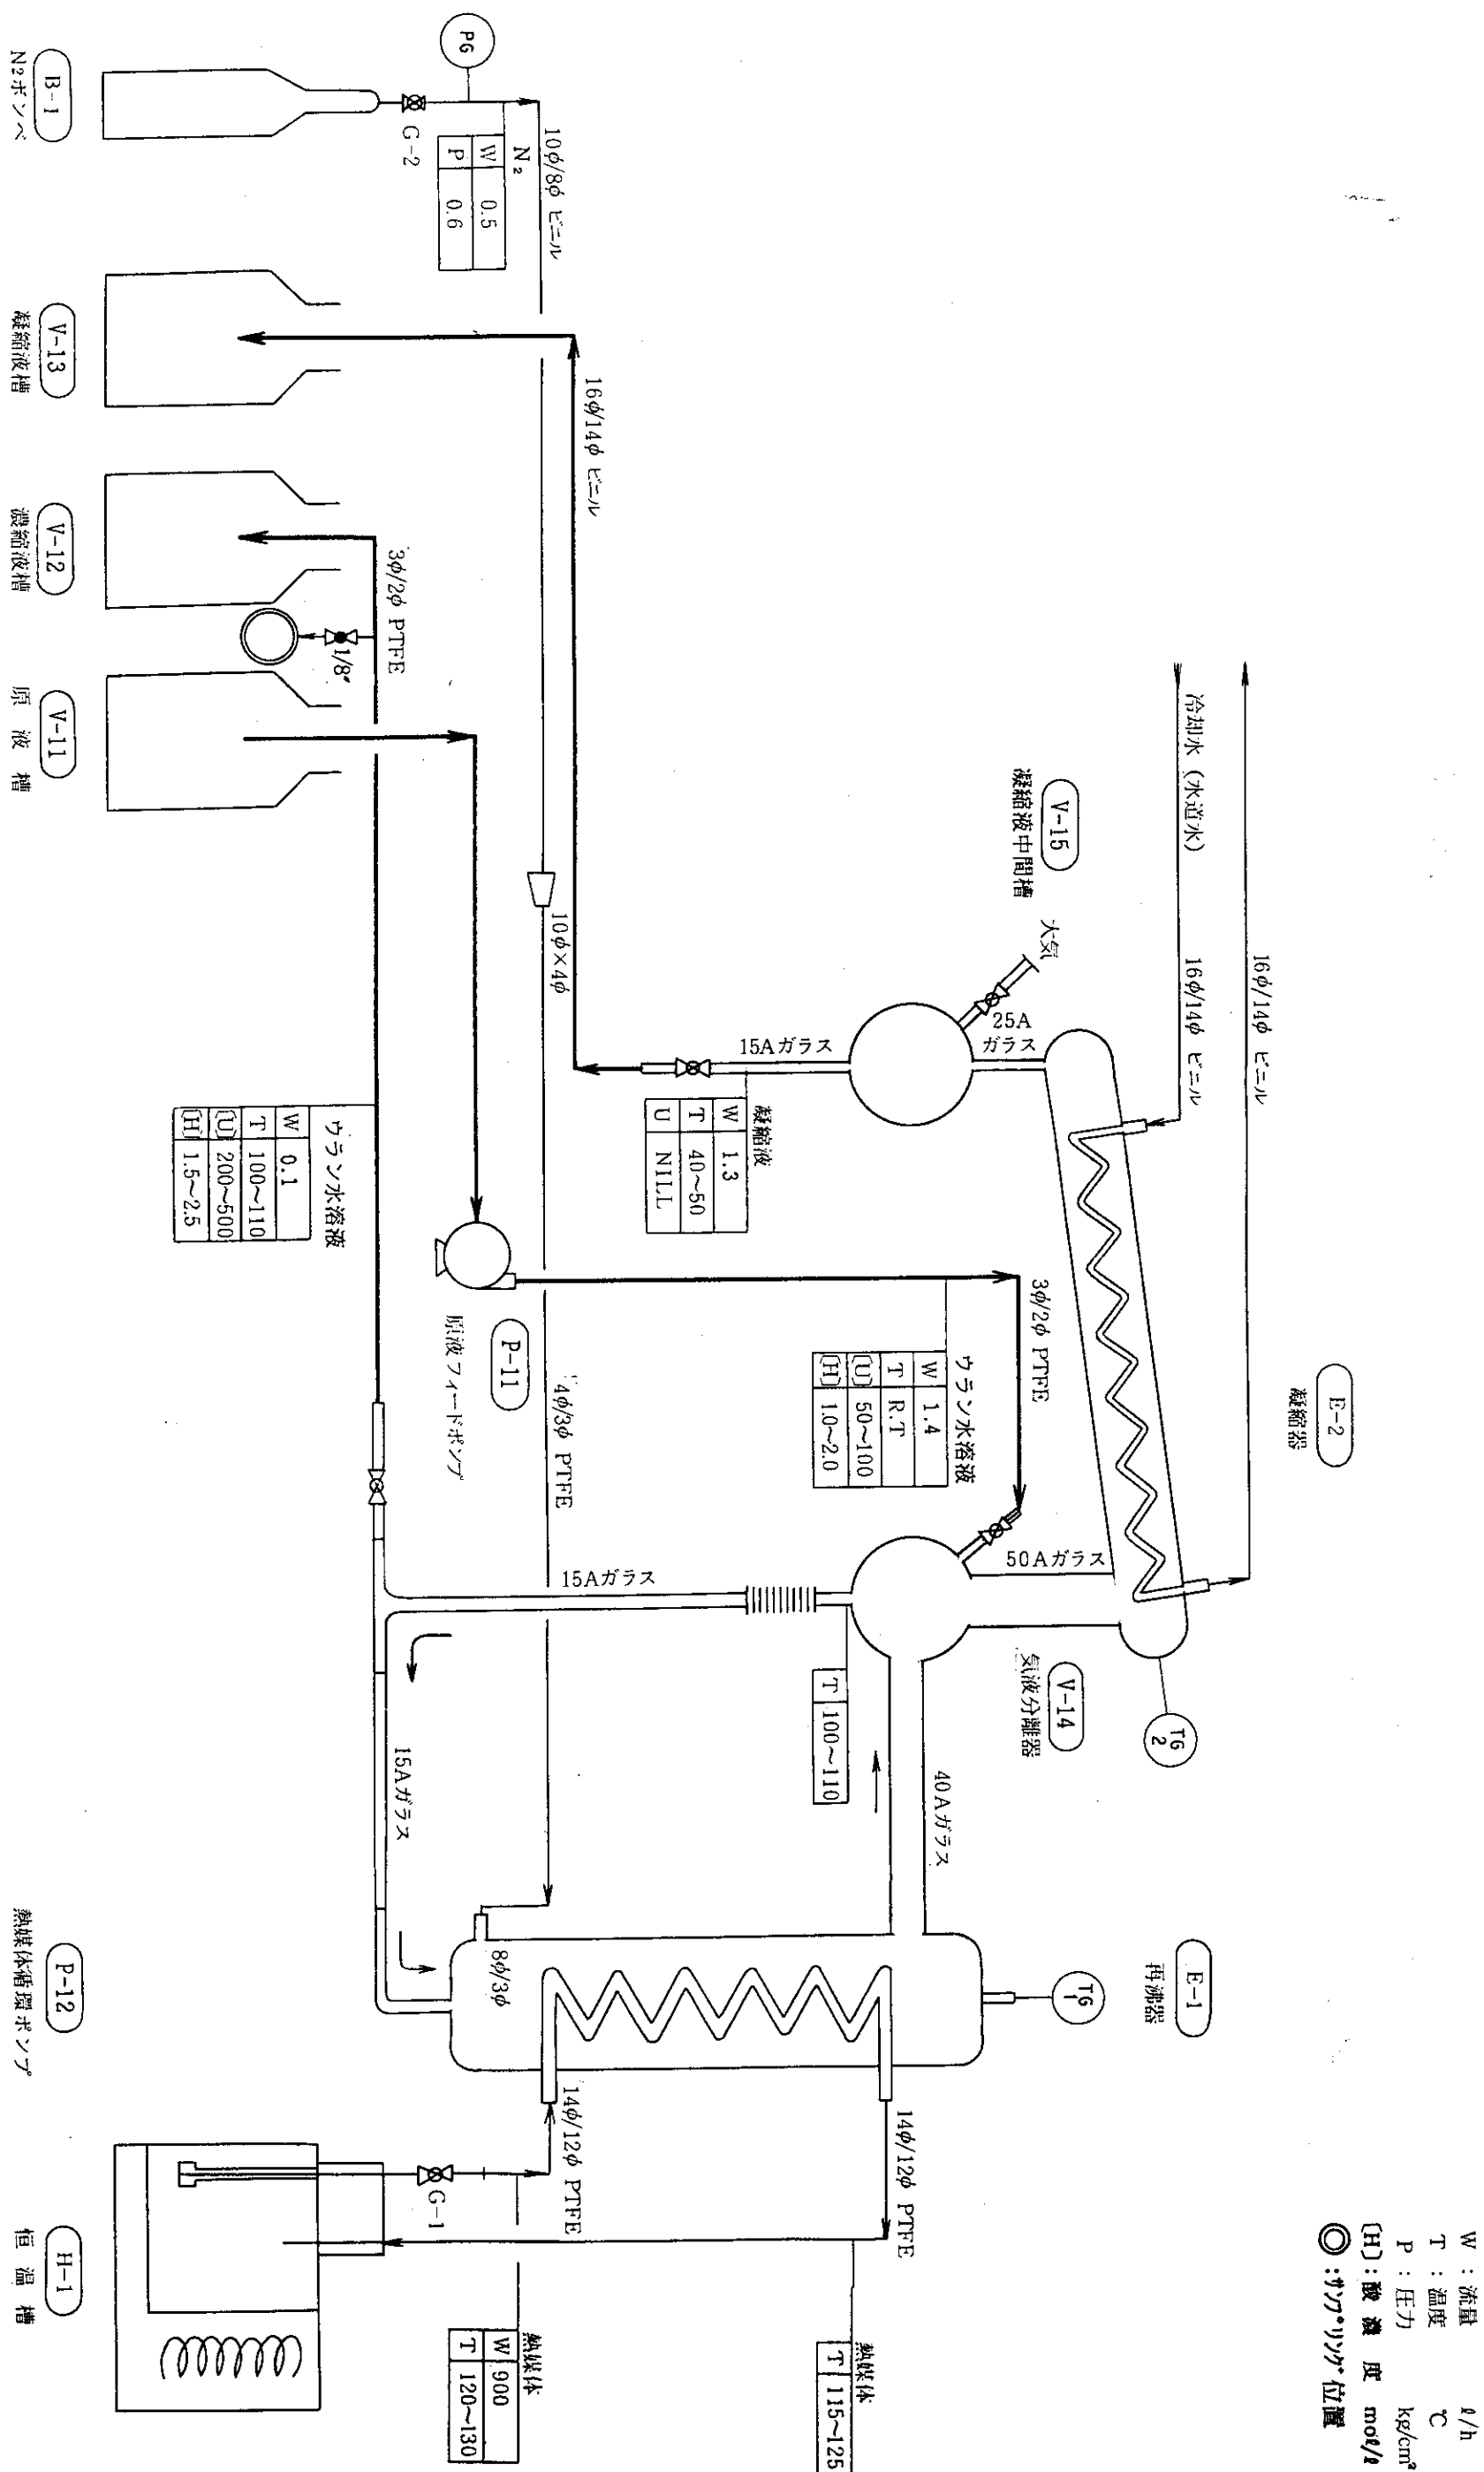 W : 流量 ℓ/h
T : 温度 ℃
P : 圧力 kg/cm²
〔H〕: 酸濃度 moℓ/ℓ
◎ : サンプリング位置
E-2
凝縮器
E-1
再沸器
TG
1
TG
2
16φ/14φ ビニル
冷却水 (水道水)
16φ/14φ ビニル
V-15
凝縮液中間槽
大気
25A
ガラス
50Aガラス
V-14
気液分離器
40Aガラス
3φ/2φ PTFE
ウラン水溶液
W 1.4
T R.T
〔U〕 50~100
〔H〕 1.0~2.0
T 100~110
15Aガラス
凝縮液
W 1.3
T 40~50
U NILL
14φ/12φ PTFE
熱媒体
T 115~125
16φ/14φ ビニル
10φ/8φ ビニル
10φ×4φ
4φ/3φ PTFE
15Aガラス
8φ/3φ
14φ/12φ PTFE
熱媒体
W 900
T 120~130
PG
N₂
W 0.5
P 0.6
G-2
G-1
P-11
原液フィードポンプ
3φ/2φ PTFE
1/8"
15Aガラス
ウラン水溶液
W 0.1
T 100~110
〔U〕 200~500
〔H〕 1.5~2.5
B-1
N2ボンベ
V-13
凝縮液槽
V-12
濃縮液槽
V-11
原液槽
P-12
熱媒体循環ポンプ
H-1
恒温槽